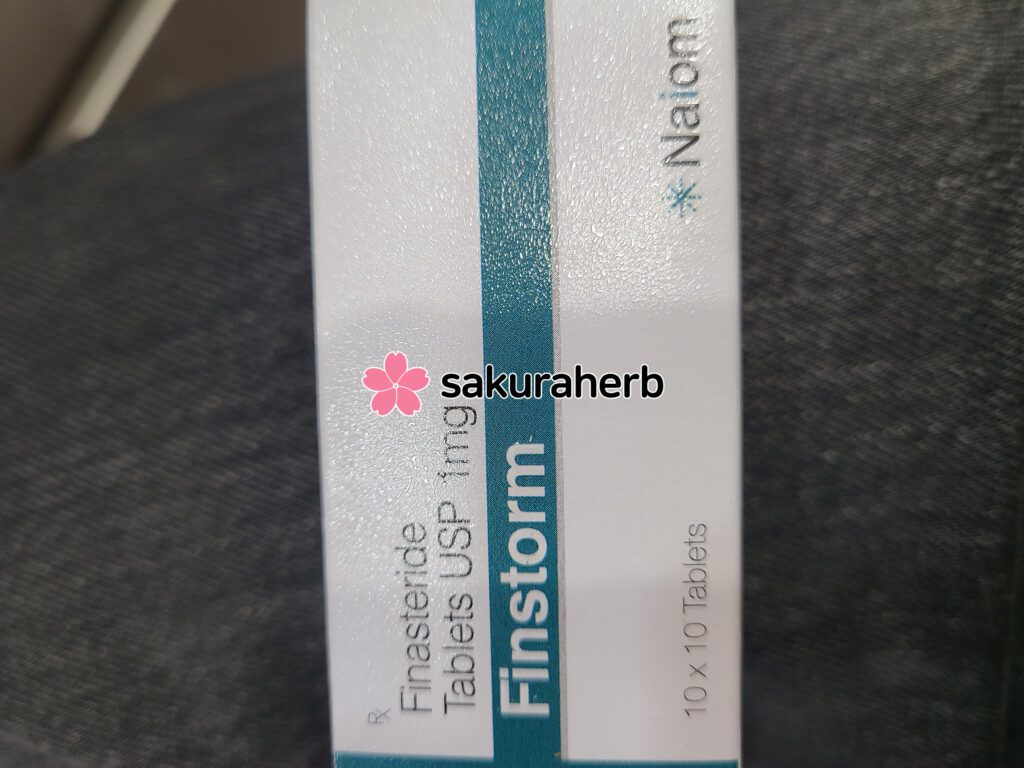 ℞
Finasteride
Tablets USP 1mg
Finstorm
10 x 10 Tablets
Naiom
sakuraherb